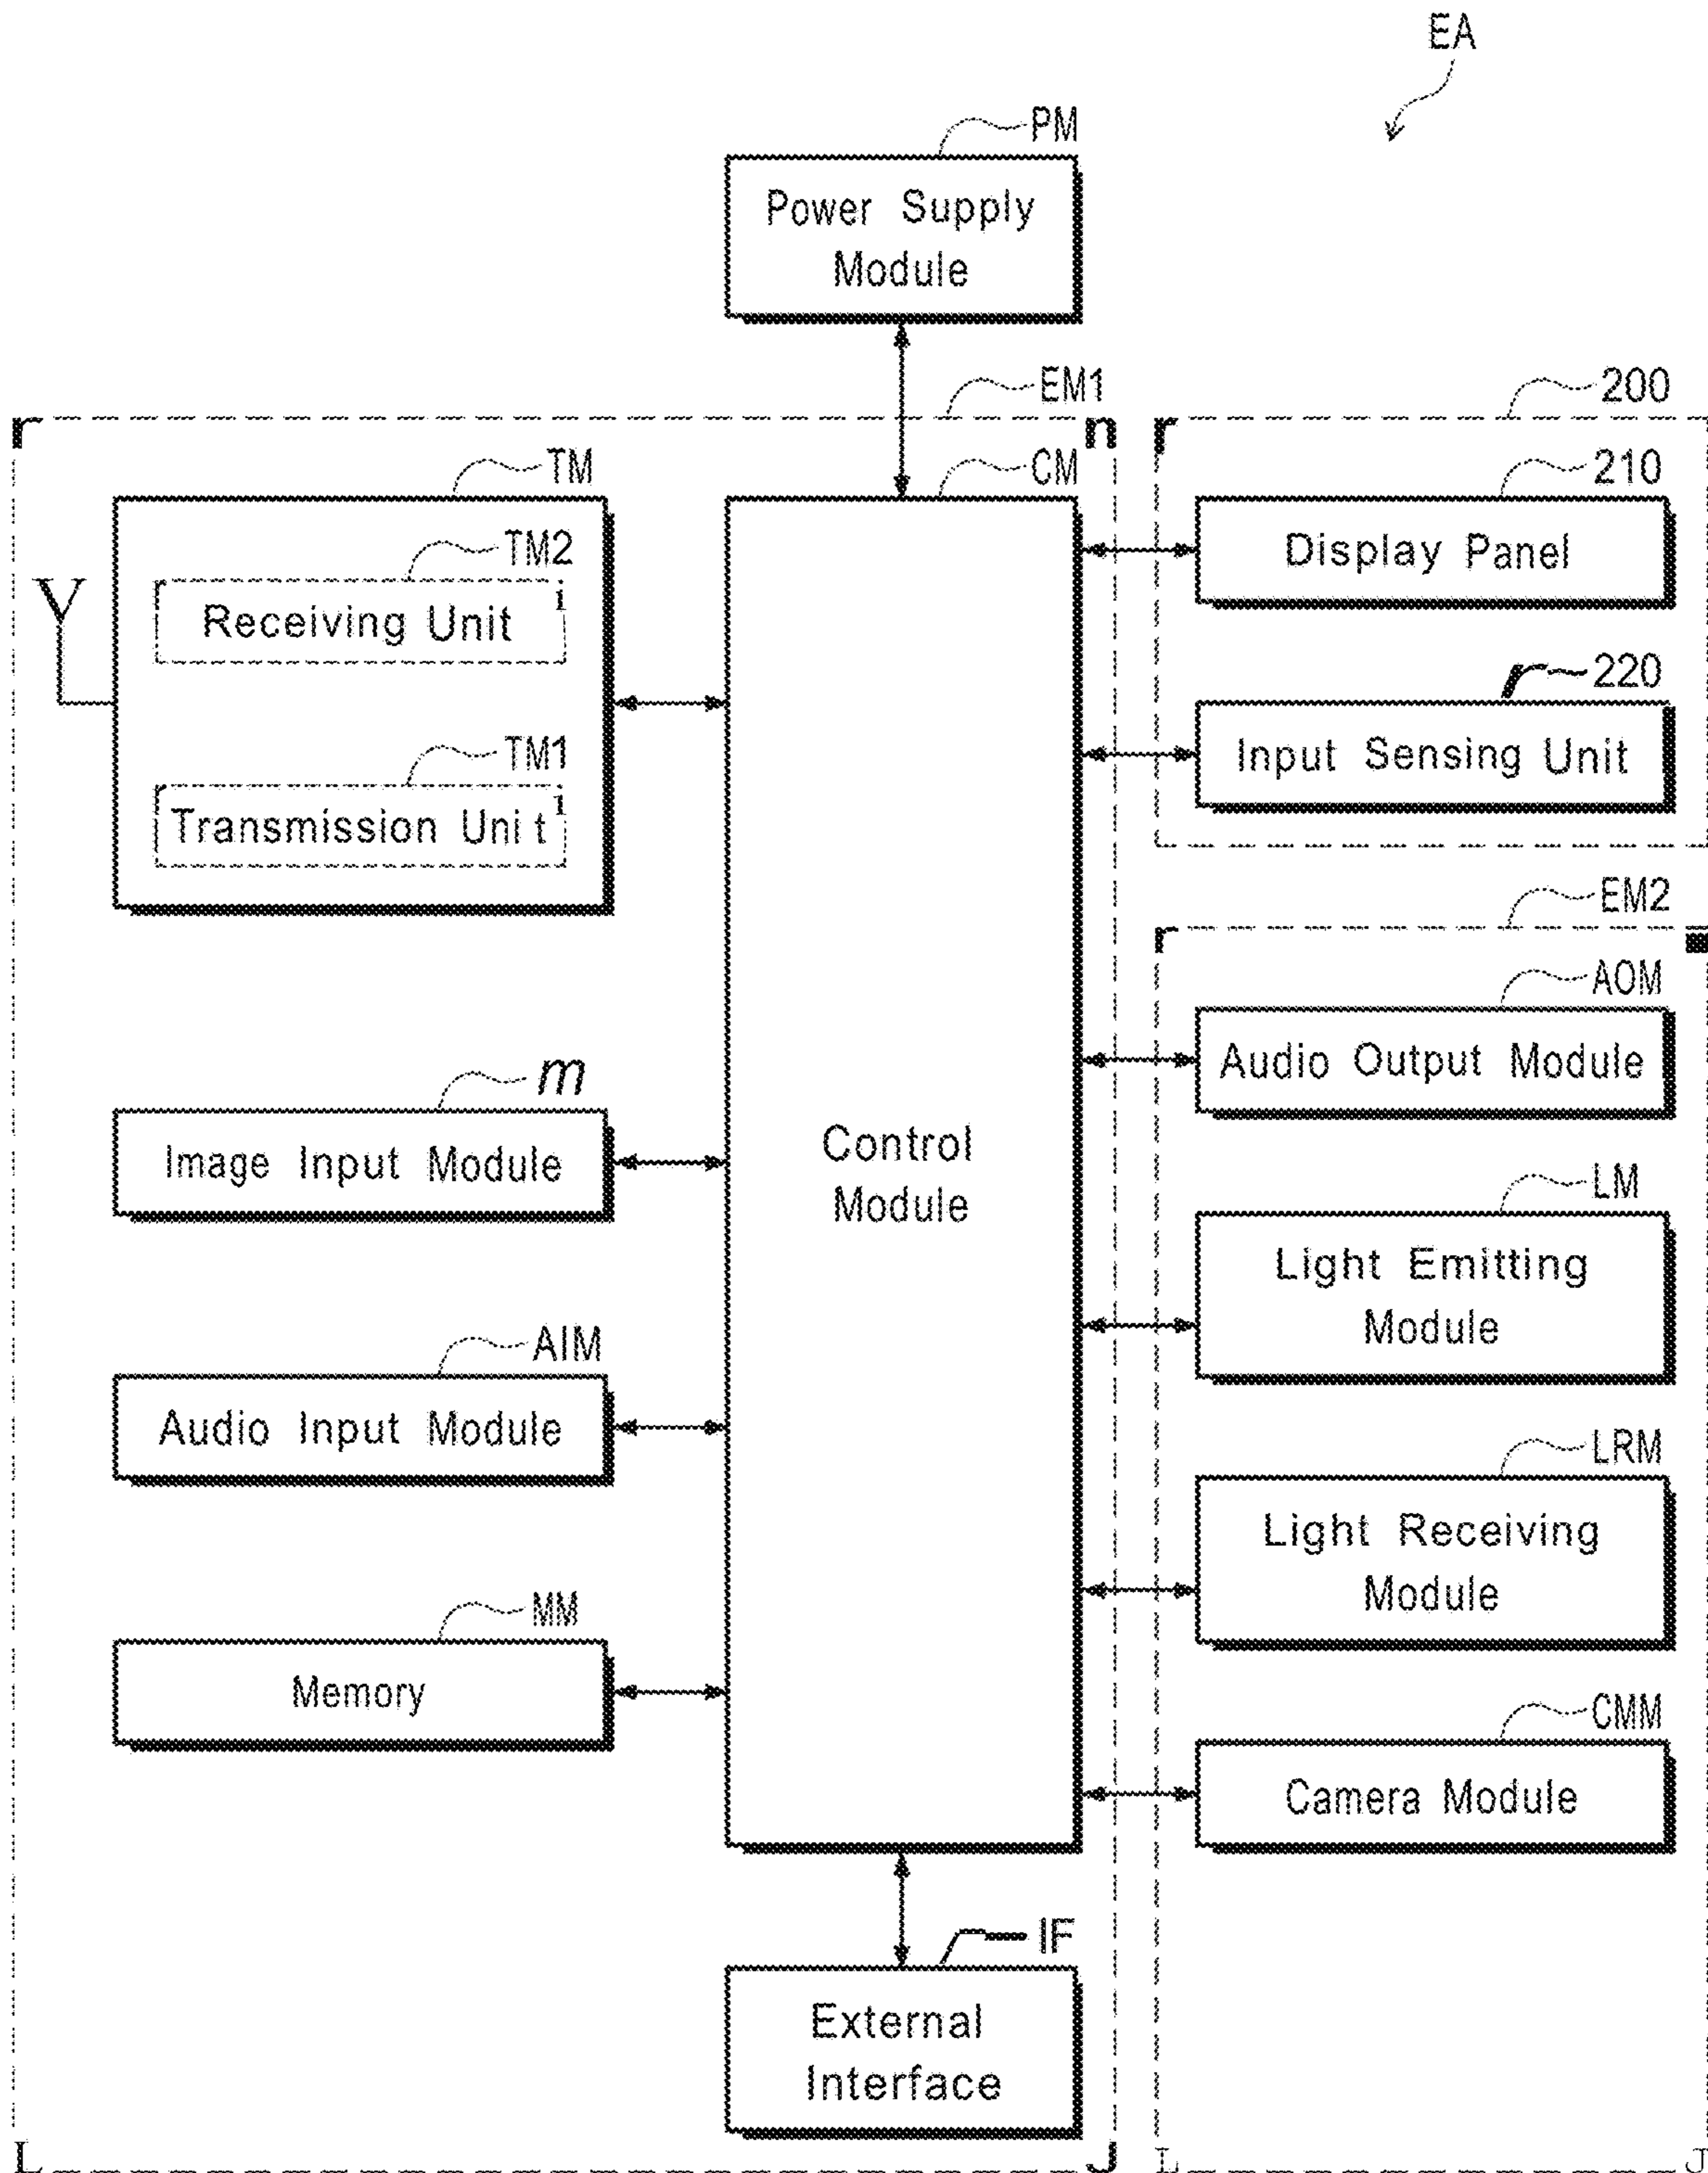 EA
PM
Power Supply
Module
EM1
200
TM
CM
210
TM2
Receiving Unit
Display Panel
220
TM1
Transmission Unit
Input Sensing Unit
EM2
AOM
Audio Output Module
m
Image Input Module
Control
Module
LM
Light Emitting
Module
AIM
Audio Input Module
LRM
Light Receiving
Module
MM
Memory
CMM
Camera Module
IF
External
Interface